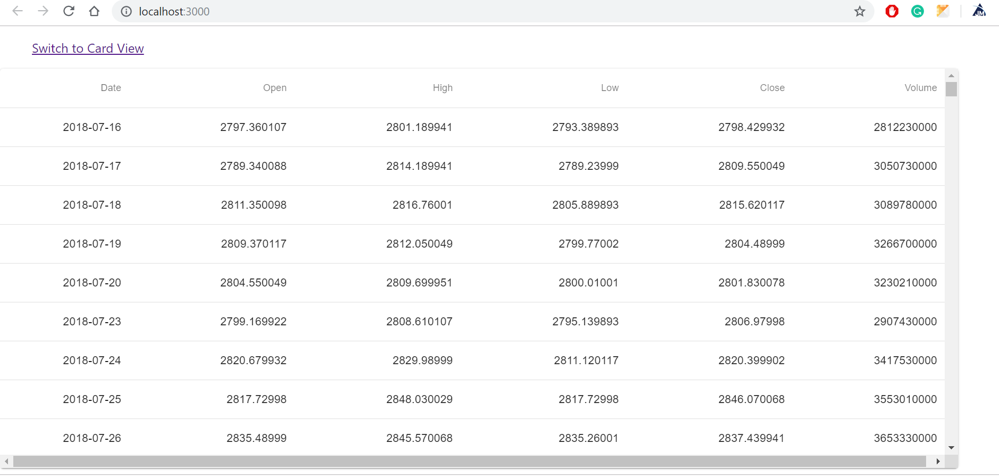 localhost:3000
Switch to Card View
Date Open High Low Close Volume
2018-07-16 2797.360107 2801.189941 2793.389893 2798.429932 2812230000
2018-07-17 2789.340088 2814.189941 2789.23999 2809.550049 3050730000
2018-07-18 2811.350098 2816.76001 2805.889893 2815.620117 3089780000
2018-07-19 2809.370117 2812.050049 2799.77002 2804.48999 3266700000
2018-07-20 2804.550049 2809.699951 2800.01001 2801.830078 3230210000
2018-07-23 2799.169922 2808.610107 2795.139893 2806.97998 2907430000
2018-07-24 2820.679932 2829.98999 2811.120117 2820.399902 3417530000
2018-07-25 2817.72998 2848.030029 2817.72998 2846.070068 3553010000
2018-07-26 2835.48999 2845.570068 2835.26001 2837.439941 3653330000
JM